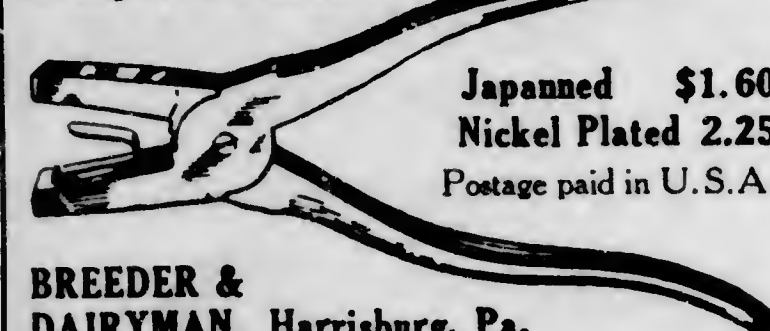 Japanned $1.60
Nickel Plated 2.25
Postage paid in U.S.A
BREEDER &
DAIRYMAN, Harrisburg, Pa.